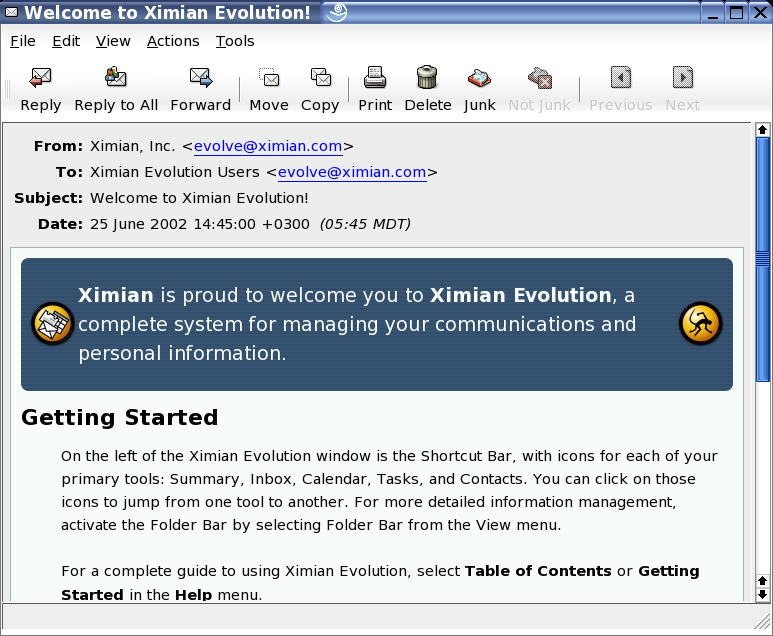 Welcome to Ximian Evolution!
File Edit View Actions Tools
Reply Reply to All Forward Move Copy Print Delete Junk Not Junk Previous Next
From: Ximian, Inc. <evolve@ximian.com>
To: Ximian Evolution Users <evolve@ximian.com>
Subject: Welcome to Ximian Evolution!
Date: 25 June 2002 14:45:00 +0300 (05:45 MDT)
Ximian is proud to welcome you to Ximian Evolution, a
complete system for managing your communications and
personal information.
Getting Started
On the left of the Ximian Evolution window is the Shortcut Bar, with icons for each of your
primary tools: Summary, Inbox, Calendar, Tasks, and Contacts. You can click on those
icons to jump from one tool to another. For more detailed information management,
activate the Folder Bar by selecting Folder Bar from the View menu.
For a complete guide to using Ximian Evolution, select Table of Contents or Getting
Started in the Help menu.